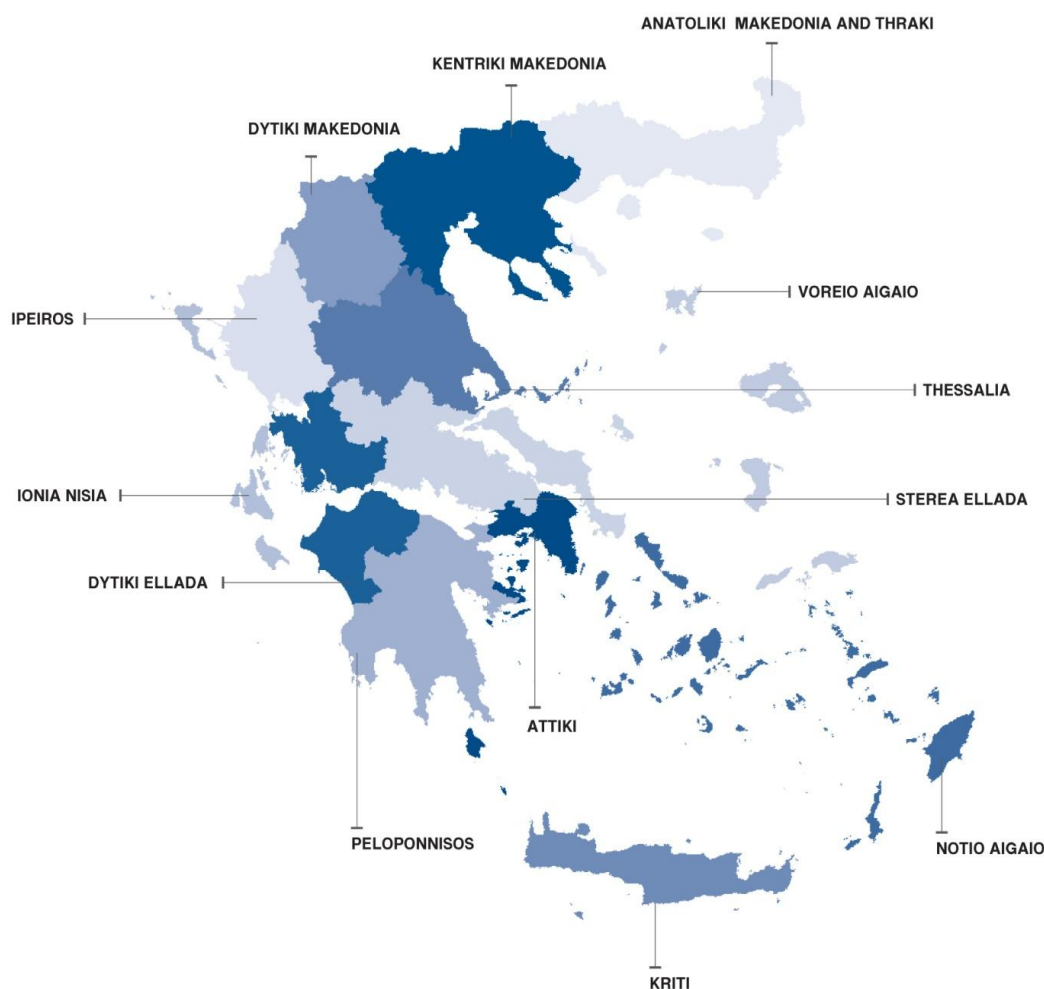 ANATOLIKI MAKEDONIA AND THRAKI
KENTRIKI MAKEDONIA
DYTIKI MAKEDONIA
VOREIO AIGAIO
IPEIROS
THESSALIA
IONIA NISIA
STEREA ELLADA
DYTIKI ELLADA
ATTIKI
PELOPONNISOS
NOTIO AIGAIO
KRITI